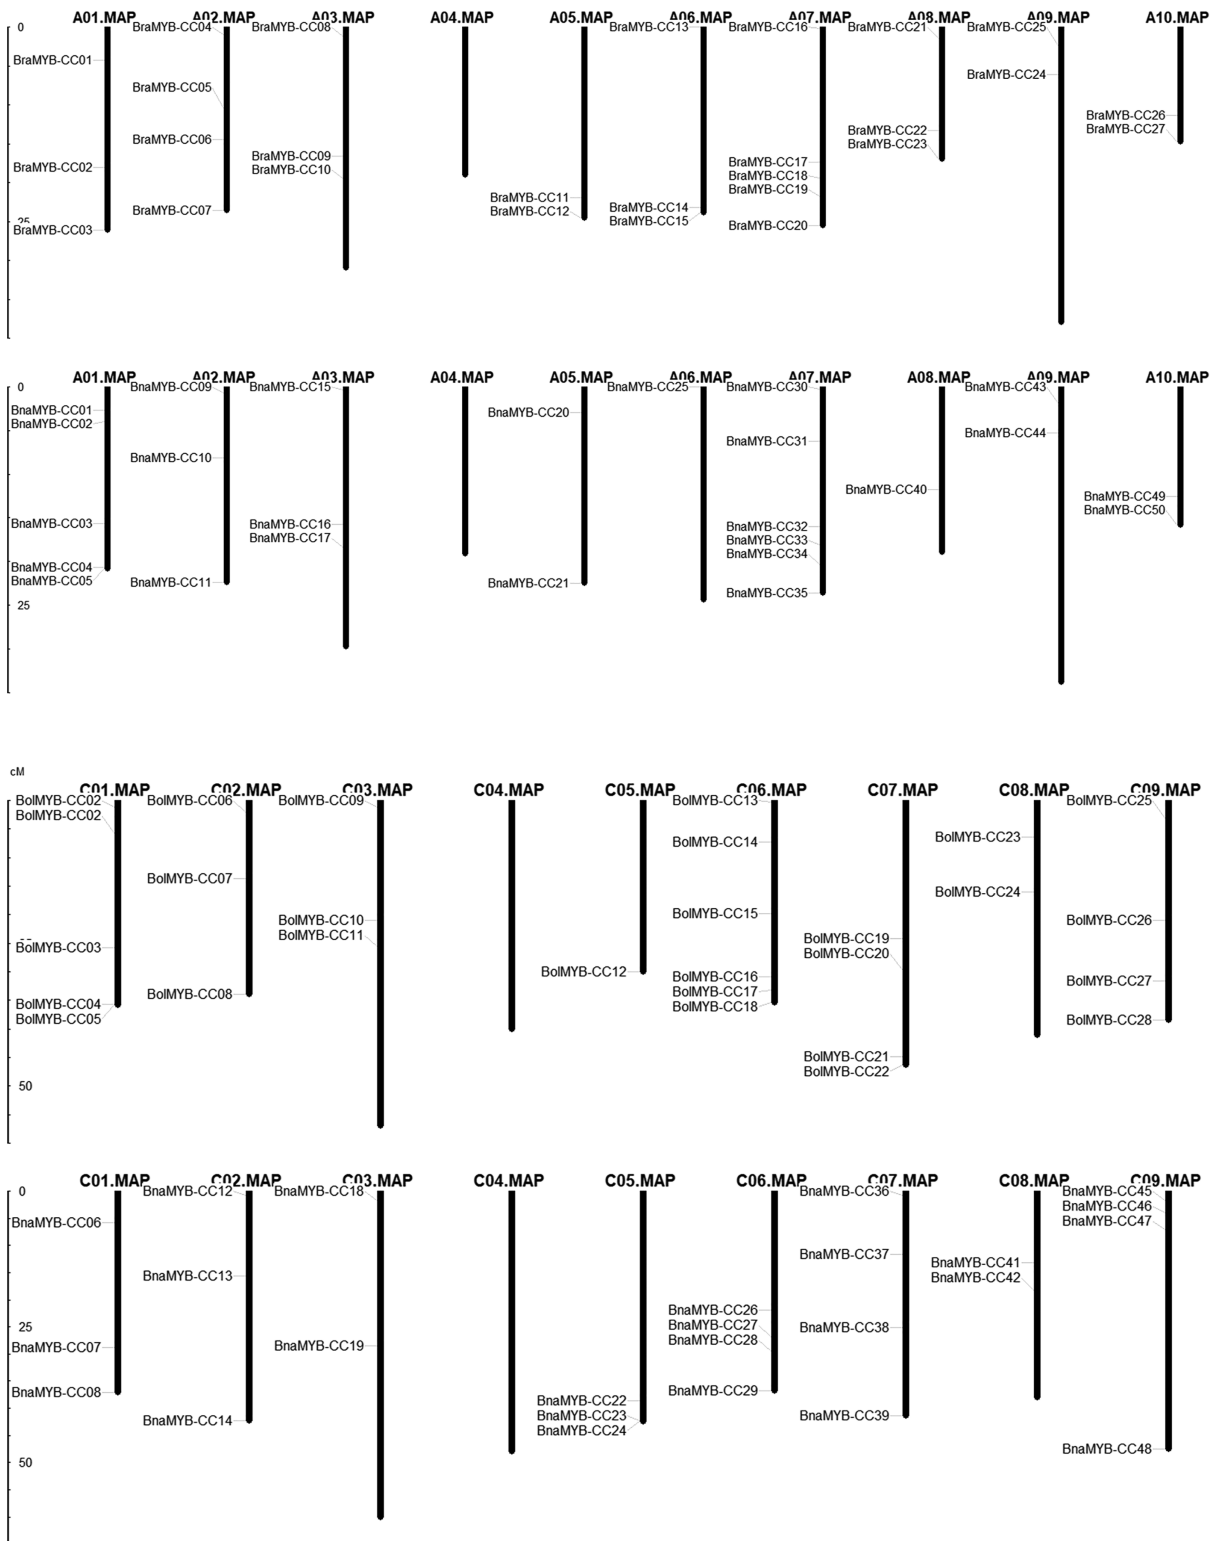 A01.MAP A02.MAP A03.MAP A04.MAP A05.MAP A06.MAP A07.MAP A08.MAP A09.MAP A10.MAP
0 BraMYB-CC04 BraMYB-CC08 BraMYB-CC13 BraMYB-CC16 BraMYB-CC21 BraMYB-CC25
BraMYB-CC01
BraMYB-CC24
BraMYB-CC05
BraMYB-CC26
BraMYB-CC27
BraMYB-CC22
BraMYB-CC06
BraMYB-CC23
BraMYB-CC09
BraMYB-CC17
BraMYB-CC02
BraMYB-CC10
BraMYB-CC18
BraMYB-CC19
BraMYB-CC11
BraMYB-CC14
BraMYB-CC07 BraMYB-CC12
25 BraMYB-CC15
BraMYB-CC20
BraMYB-CC03
A01.MAP A02.MAP A03.MAP A04.MAP A05.MAP A06.MAP A07.MAP A08.MAP A09.MAP A10.MAP
0 BnaMYB-CC09 BnaMYB-CC15 BnaMYB-CC25 BnaMYB-CC30 BnaMYB-CC43
BnaMYB-CC01 BnaMYB-CC20
BnaMYB-CC02
BnaMYB-CC44
BnaMYB-CC31
BnaMYB-CC10
BnaMYB-CC40
BnaMYB-CC49
BnaMYB-CC50
BnaMYB-CC03 BnaMYB-CC16 BnaMYB-CC32
BnaMYB-CC17 BnaMYB-CC33
BnaMYB-CC34
BnaMYB-CC04
BnaMYB-CC05 BnaMYB-CC11 BnaMYB-CC21
BnaMYB-CC35
25
cM
C01.MAP C02.MAP C03.MAP C04.MAP C05.MAP C06.MAP C07.MAP C08.MAP C09.MAP
BolMYB-CC02 BolMYB-CC06 BolMYB-CC09 BolMYB-CC13 BolMYB-CC25
BolMYB-CC02
BolMYB-CC23
BolMYB-CC14
BolMYB-CC07
BolMYB-CC24
BolMYB-CC15
BolMYB-CC10 BolMYB-CC26
BolMYB-CC11 BolMYB-CC19
BolMYB-CC03
BolMYB-CC20
BolMYB-CC12
BolMYB-CC16
BolMYB-CC27
BolMYB-CC08 BolMYB-CC17
BolMYB-CC04 BolMYB-CC18
BolMYB-CC05 BolMYB-CC28
BolMYB-CC21
BolMYB-CC22
50
C01.MAP C02.MAP C03.MAP C04.MAP C05.MAP C06.MAP C07.MAP C08.MAP C09.MAP
0 BnaMYB-CC12 BnaMYB-CC18 BnaMYB-CC36 BnaMYB-CC45
BnaMYB-CC46
BnaMYB-CC06 BnaMYB-CC47
BnaMYB-CC37
BnaMYB-CC41
BnaMYB-CC13 BnaMYB-CC42
BnaMYB-CC26
25 BnaMYB-CC27 BnaMYB-CC38
BnaMYB-CC28
BnaMYB-CC07 BnaMYB-CC19
BnaMYB-CC08 BnaMYB-CC29
BnaMYB-CC22
BnaMYB-CC23 BnaMYB-CC39
BnaMYB-CC14
BnaMYB-CC24
BnaMYB-CC48
50